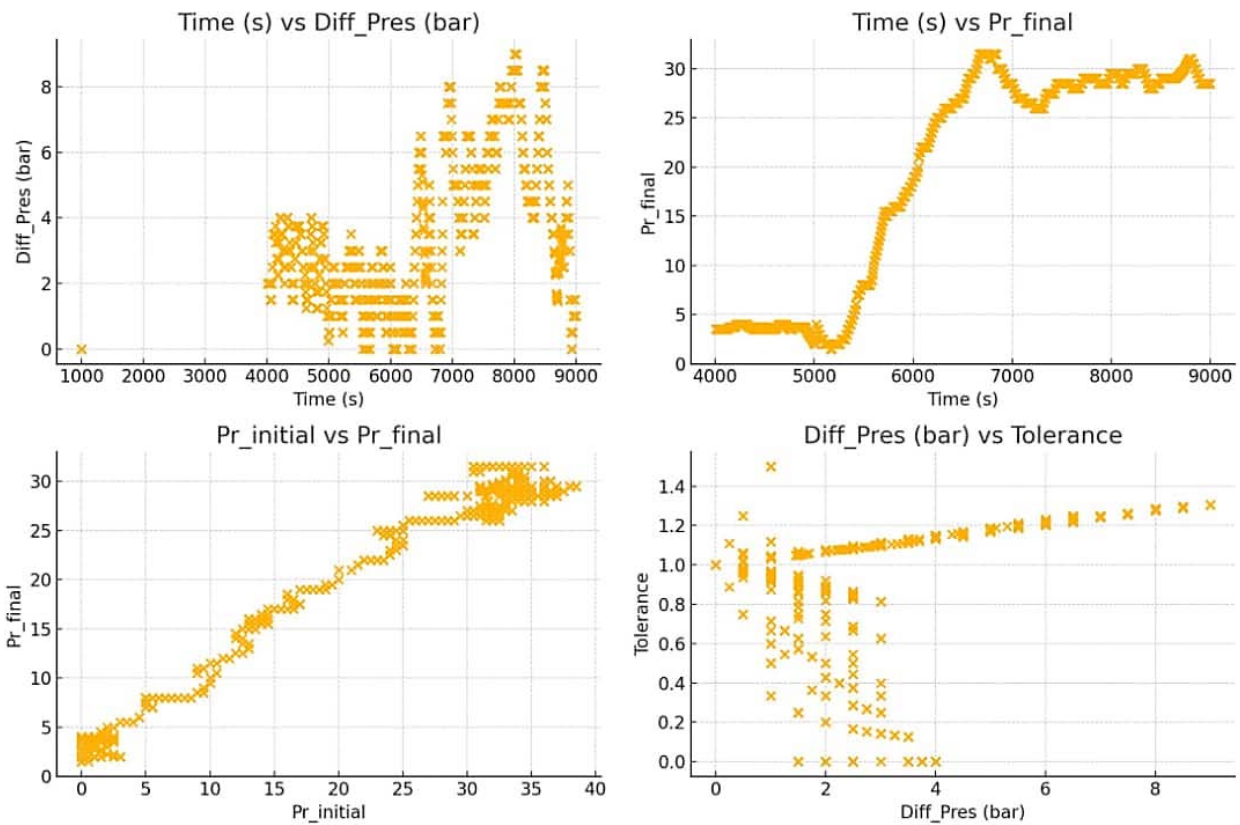 Time (s) vs Diff_Pres (bar)
Diff_Pres (bar)
8
6
4
2
0
1000 2000 3000 4000 5000 6000 7000 8000 9000
Time (s)
Time (s) vs Pr_final
Pr_final
30
25
20
15
10
5
0
4000 5000 6000 7000 8000 9000
Time (s)
Pr_initial vs Pr_final
Pr_final
30
25
20
15
10
5
0
0 5 10 15 20 25 30 35 40
Pr_initial
Diff_Pres (bar) vs Tolerance
Tolerance
1.4
1.2
1.0
0.8
0.6
0.4
0.2
0.0
0 2 4 6 8
Diff_Pres (bar)